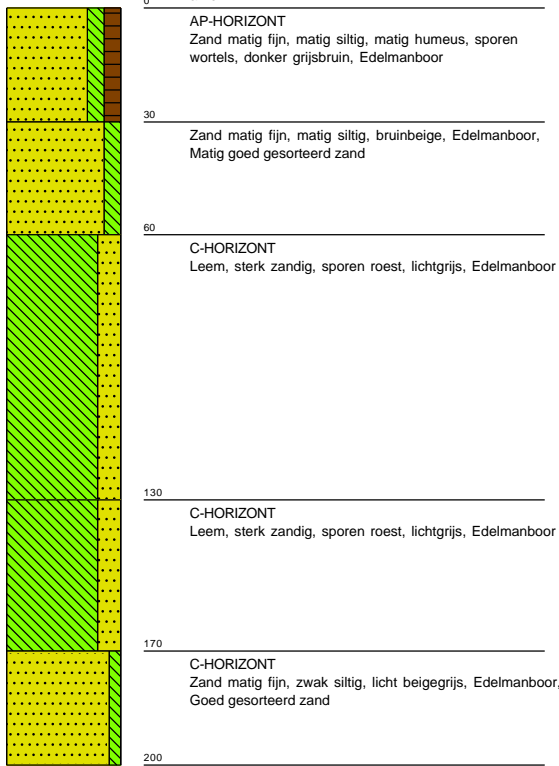 0
AP-HORIZONT
Zand matig fijn, matig siltig, matig humeus, sporen
wortels, donker grijsbruin, Edelmanboor
30
Zand matig fijn, matig siltig, bruinbeige, Edelmanboor,
Matig goed gesorteerd zand
60
C-HORIZONT
Leem, sterk zandig, sporen roest, lichtgrijs, Edelmanboor
130
C-HORIZONT
Leem, sterk zandig, sporen roest, lichtgrijs, Edelmanboor
170
C-HORIZONT
Zand matig fijn, zwak siltig, licht beigegrijs, Edelmanboor,
Goed gesorteerd zand
200